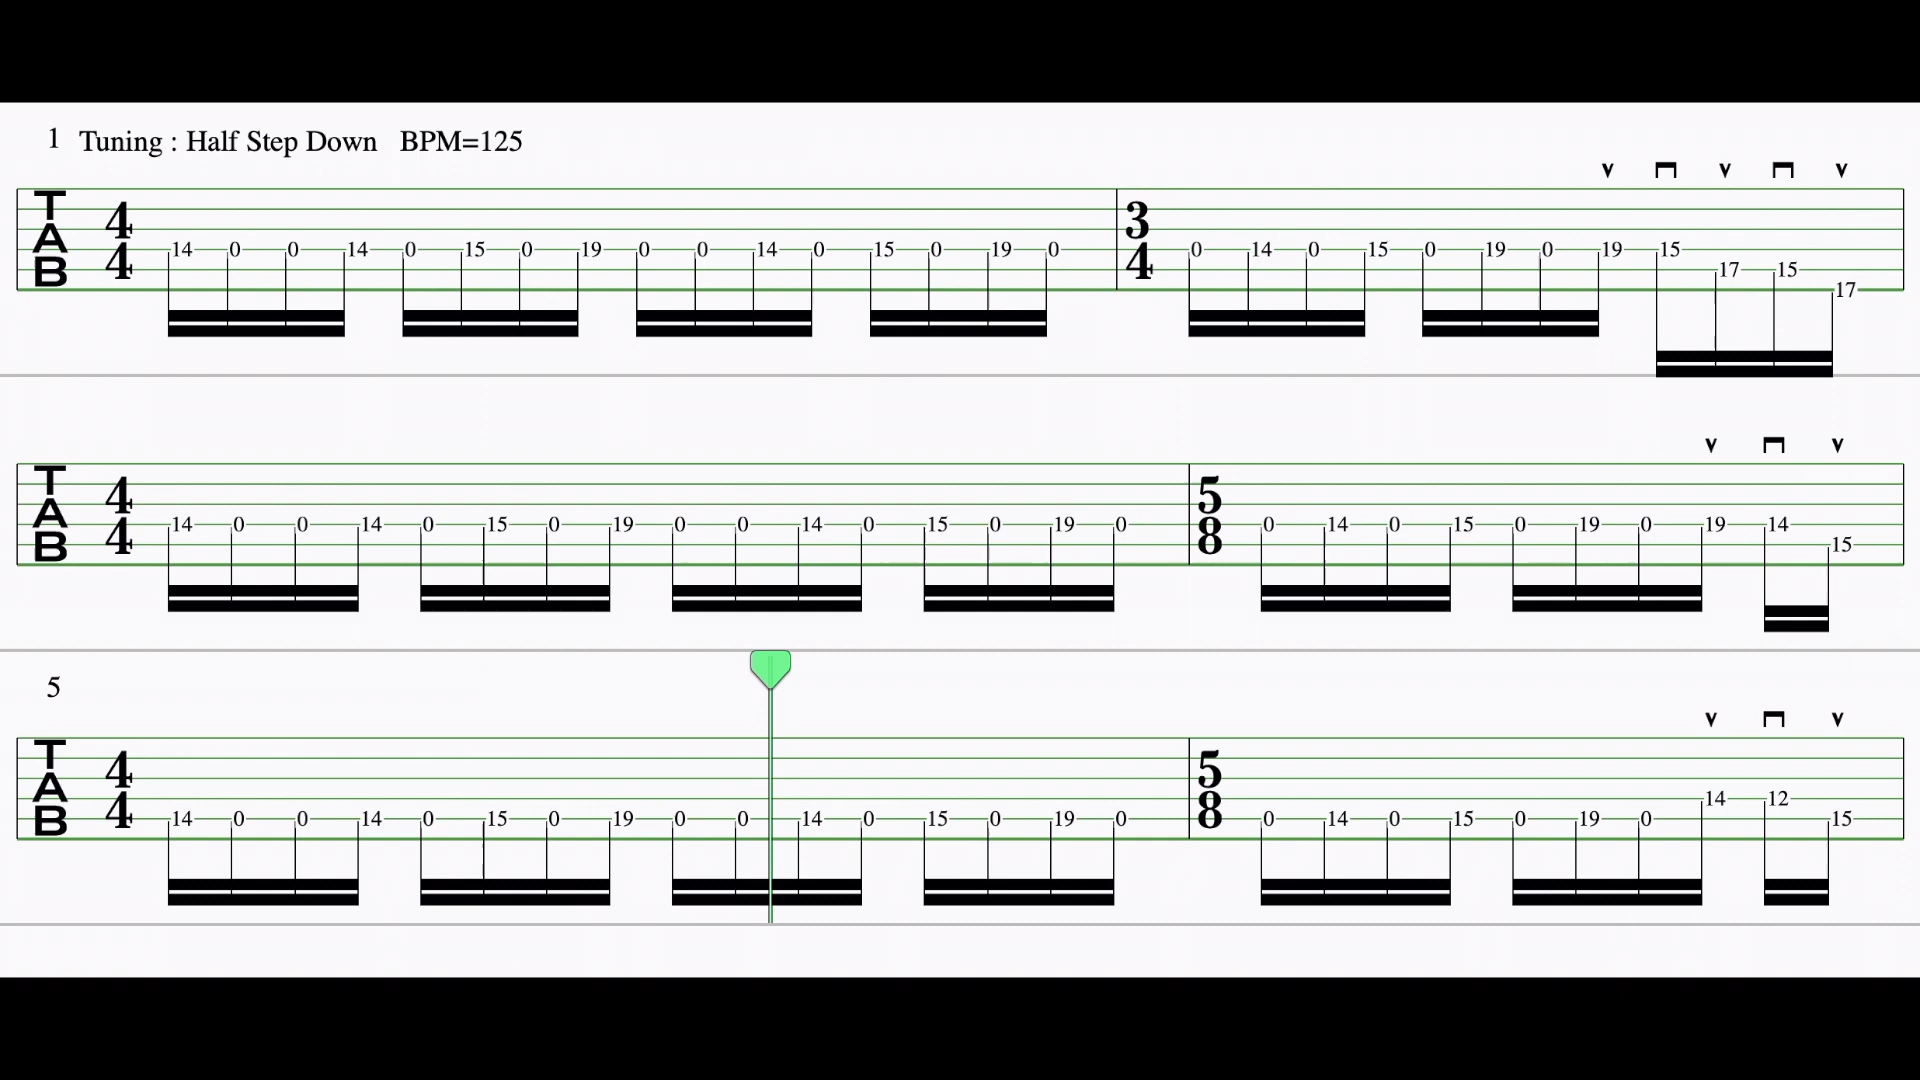 1 Tuning : Half Step Down BPM=125
TAB 4/4 14 0 0 14 0 15 0 19 0 0 14 0 15 0 19 0 3/4 0 14 0 15 0 19 0 19 15 17 15 17
TAB 4/4 14 0 0 14 0 15 0 19 0 0 14 0 15 0 19 0 5/8 0 14 0 15 0 19 0 19 14 15
5
TAB 4/4 14 0 0 14 0 15 0 19 0 0 14 0 15 0 19 0 5/8 0 14 0 15 0 19 0 14 12 15